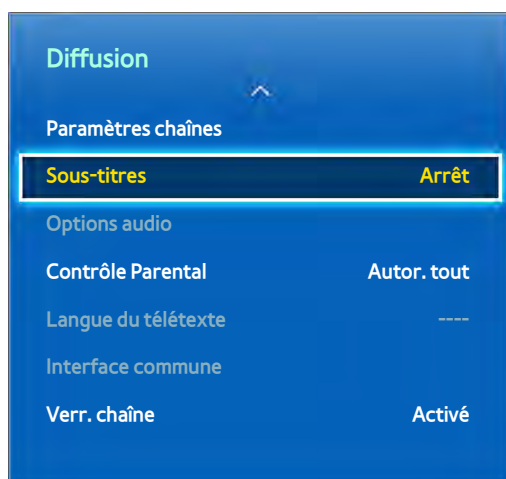 Diffusion
Paramètres chaînes
Sous-titres Arrêt
Options audio
Contrôle Parental Autor. tout
Langue du télétexte ----
Interface commune
Verr. chaîne Activé